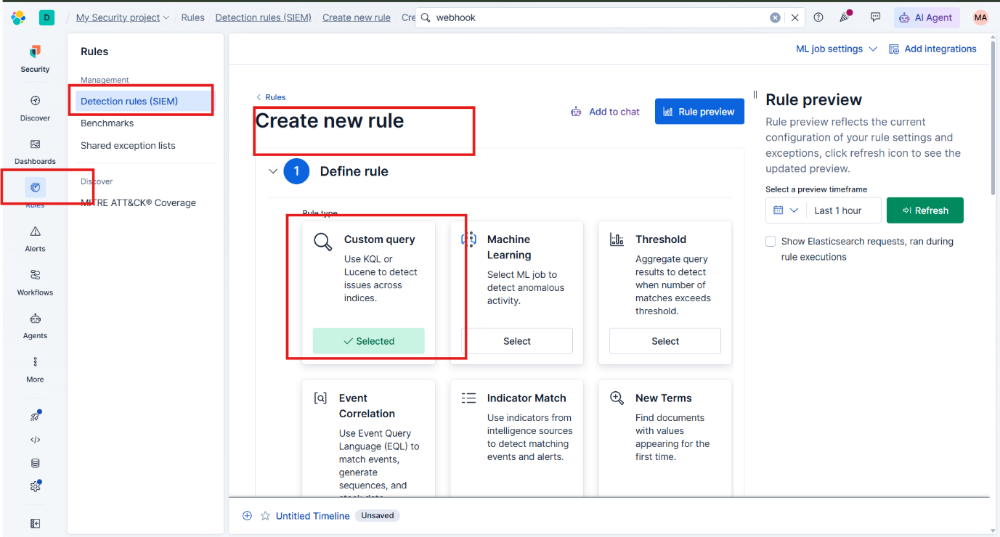 D / My Security project / Rules / Detection rules (SIEM) / Create new rule / Cre
webhook
AI Agent
MA
Security
Discover
Dashboards
Rules
Alerts
Workflows
Agents
More
Rules
Management
Detection rules (SIEM)
Benchmarks
Shared exception lists
Discover
MITRE ATT&CK® Coverage
ML job settings
Add integrations
Rules
Create new rule
Add to chat
Rule preview
1
Define rule
Rule type
Custom query
Use KQL or
Lucene to detect
issues across
indices.
Selected
Machine
Learning
Select ML job to
detect anomalous
activity.
Select
Threshold
Aggregate query
results to detect
when number of
matches exceeds
threshold.
Select
Event
Correlation
Use Event Query
Language (EQL) to
match events,
generate
sequences, and
stack data
Indicator Match
Use indicators from
intelligence sources
to detect matching
events and alerts.
New Terms
Find documents
with values
appearing for the
first time.
Rule preview
Rule preview reflects the current
configuration of your rule settings and
exceptions, click refresh icon to see the
updated preview.
Select a preview timeframe
Last 1 hour
Refresh
Show Elasticsearch requests, ran during
rule executions
Untitled Timeline
Unsaved